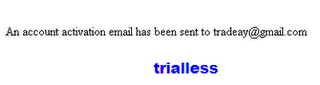 An account activation email has been sent to tradeay@gmail.com
trialless